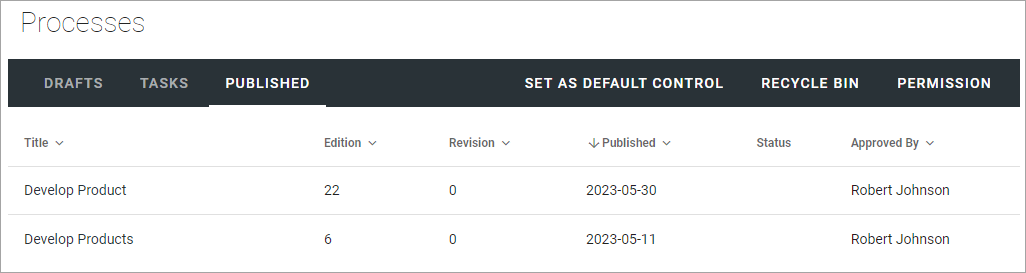 Processes
DRAFTS TASKS PUBLISHED SET AS DEFAULT CONTROL RECYCLE BIN PERMISSION
Title Edition Revision Published Status Approved By
Develop Product 22 0 2023-05-30 Robert Johnson
Develop Products 6 0 2023-05-11 Robert Johnson